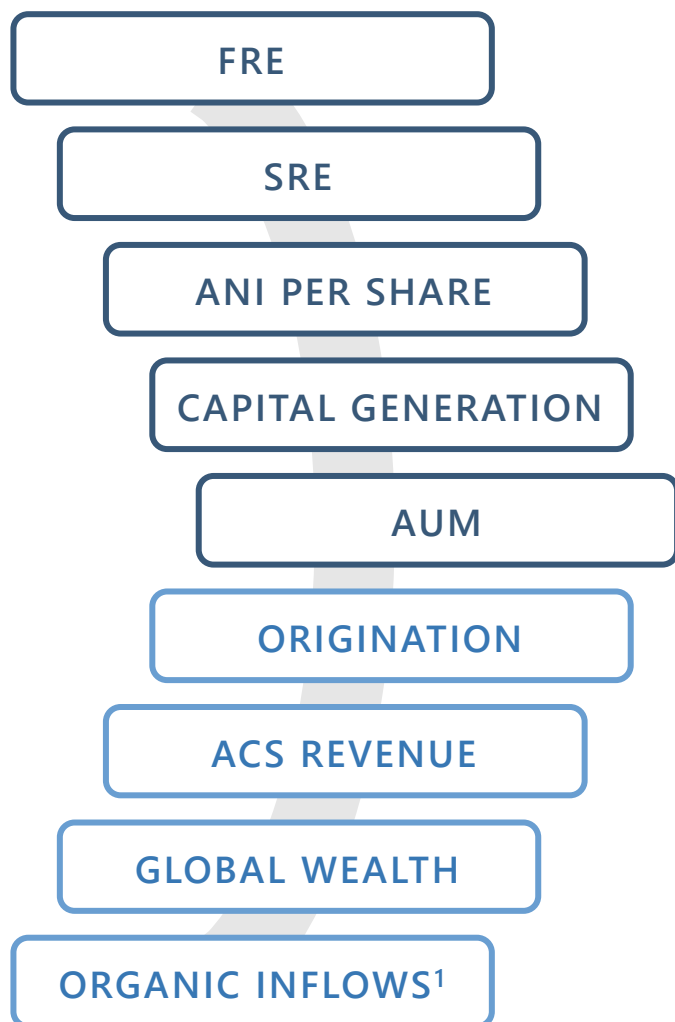 FRE
SRE
ANI PER SHARE
CAPITAL GENERATION
AUM
ORIGINATION
ACS REVENUE
GLOBAL WEALTH
ORGANIC INFLOWS¹